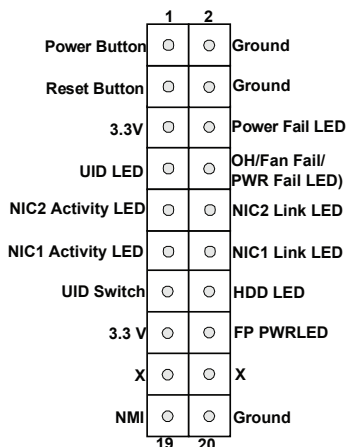 1 2
Power Button Ground
Reset Button Ground
3.3V Power Fail LED
UID LED OH/Fan Fail/
PWR Fail LED)
NIC2 Activity LED NIC2 Link LED
NIC1 Activity LED NIC1 Link LED
UID Switch HDD LED
3.3 V FP PWRLED
X X
NMI Ground
19 20